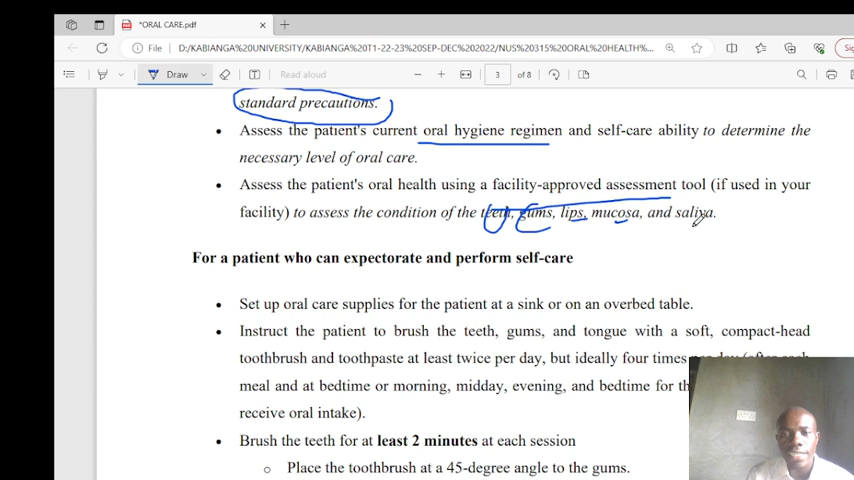 *ORAL CARE.pdf
File D:/KABIANGA%20UNIVERSITY/KABIANGA%20T1-22-23%20SEP-DEC%202022/NUS%20315%20ORAL%20HEALTH%
Draw Read aloud 3 of 8
standard precautions.
• Assess the patient's current oral hygiene regimen and self-care ability to determine the
necessary level of oral care.
• Assess the patient's oral health using a facility-approved assessment tool (if used in your
facility) to assess the condition of the teeth, gums, lips, mucosa, and saliva.
For a patient who can expectorate and perform self-care
• Set up oral care supplies for the patient at a sink or on an overbed table.
• Instruct the patient to brush the teeth, gums, and tongue with a soft, compact-head
toothbrush and toothpaste at least twice per day, but ideally four times
meal and at bedtime or morning, midday, evening, and bedtime for
receive oral intake).
• Brush the teeth for at least 2 minutes at each session
o Place the toothbrush at a 45-degree angle to the gums.